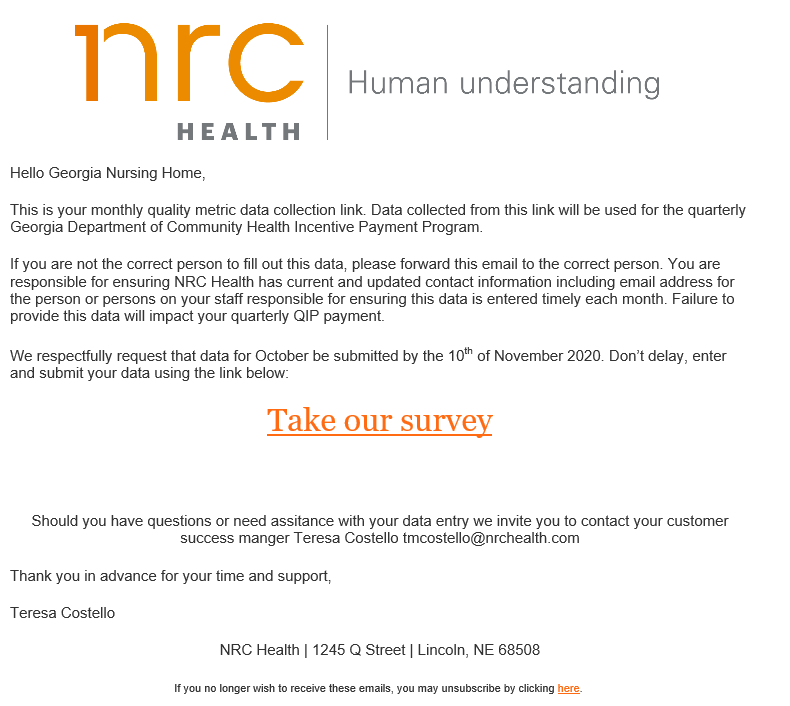 nrc
HEALTH
Human understanding
Hello Georgia Nursing Home,
This is your monthly quality metric data collection link. Data collected from this link will be used for the quarterly
Georgia Department of Community Health Incentive Payment Program.
If you are not the correct person to fill out this data, please forward this email to the correct person. You are
responsible for ensuring NRC Health has current and updated contact information including email address for
the person or persons on your staff responsible for ensuring this data is entered timely each month. Failure to
provide this data will impact your quarterly QIP payment.
We respectfully request that data for October be submitted by the 10th of November 2020. Don’t delay, enter
and submit your data using the link below:
Take our survey
Should you have questions or need assitance with your data entry we invite you to contact your customer
success manger Teresa Costello tmcostello@nrchealth.com
Thank you in advance for your time and support,
Teresa Costello
NRC Health | 1245 Q Street | Lincoln, NE 68508
If you no longer wish to receive these emails, you may unsubscribe by clicking here.